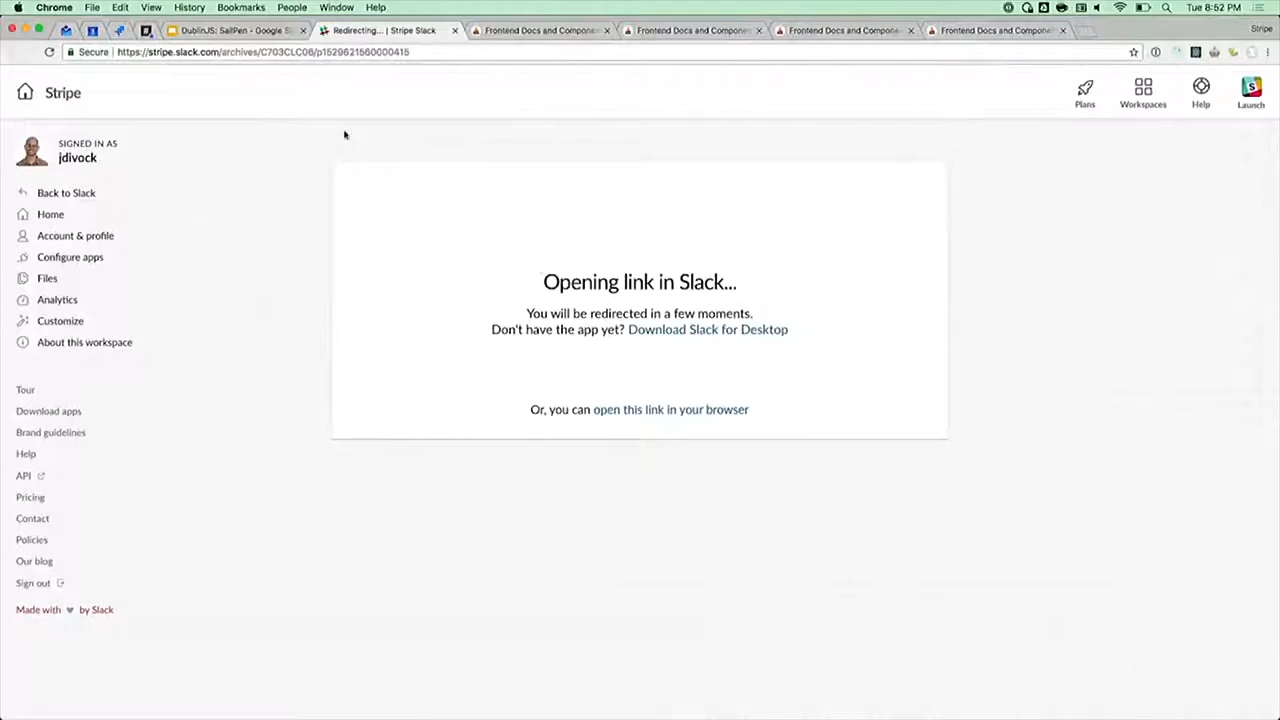 Chrome File Edit View History Bookmarks People Window Help
Tue 8:52 PM
DublinJS: SailPen - Google Sl
Redirecting... | Stripe Slack
Frontend Docs and Compone
Frontend Docs and Compone
Frontend Docs and Compone
Frontend Docs and Compone
Stripe
Secure https://stripe.slack.com/archives/C703CLC06/p1529621560000415
Stripe
Plans
Workspaces
Help
Launch
SIGNED IN AS
jdivock
Back to Slack
Home
Account & profile
Configure apps
Files
Analytics
Customize
About this workspace
Tour
Download apps
Brand guidelines
Help
API
Pricing
Contact
Policies
Our blog
Sign out
Made with ♥ by Slack
Opening link in Slack...
You will be redirected in a few moments.
Don't have the app yet? Download Slack for Desktop
Or, you can open this link in your browser